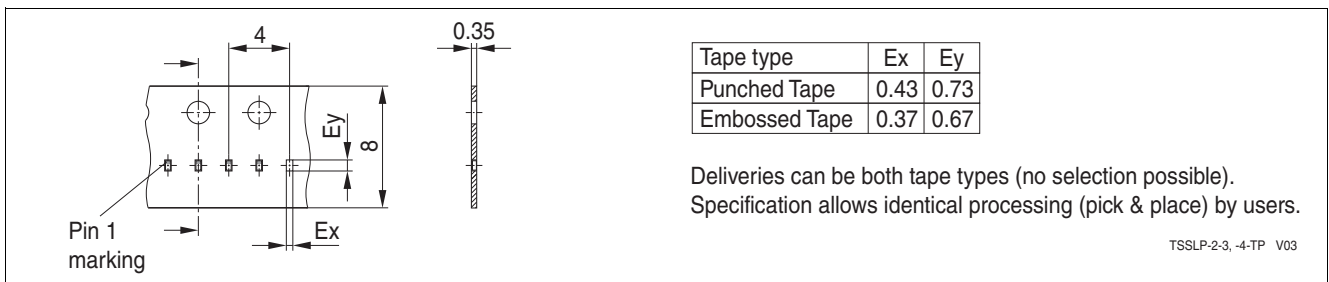 4
0.35
Ey
8
Pin 1
marking
Ex
Tape type Ex Ey
Punched Tape 0.43 0.73
Embossed Tape 0.37 0.67
Deliveries can be both tape types (no selection possible).
Specification allows identical processing (pick & place) by users.
TSSLP-2-3, -4-TP V03